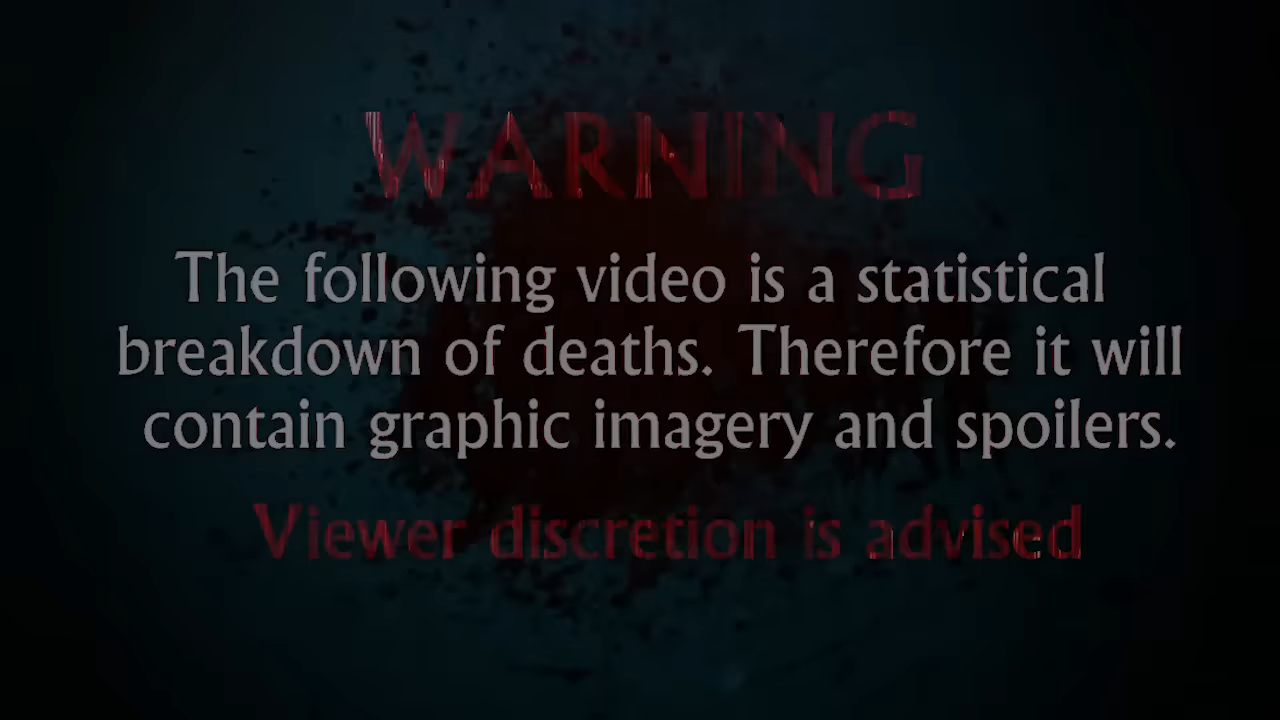 WARNING
The following video is a statistical
breakdown of deaths. Therefore it will
contain graphic imagery and spoilers.
Viewer discretion is advised